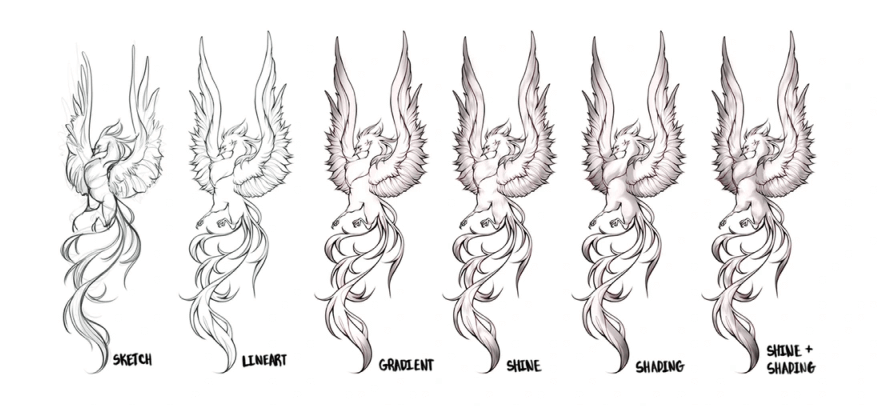 SKETCH
LINEART
GRADIENT
SHINE
SHADING
SHINE +
SHADING